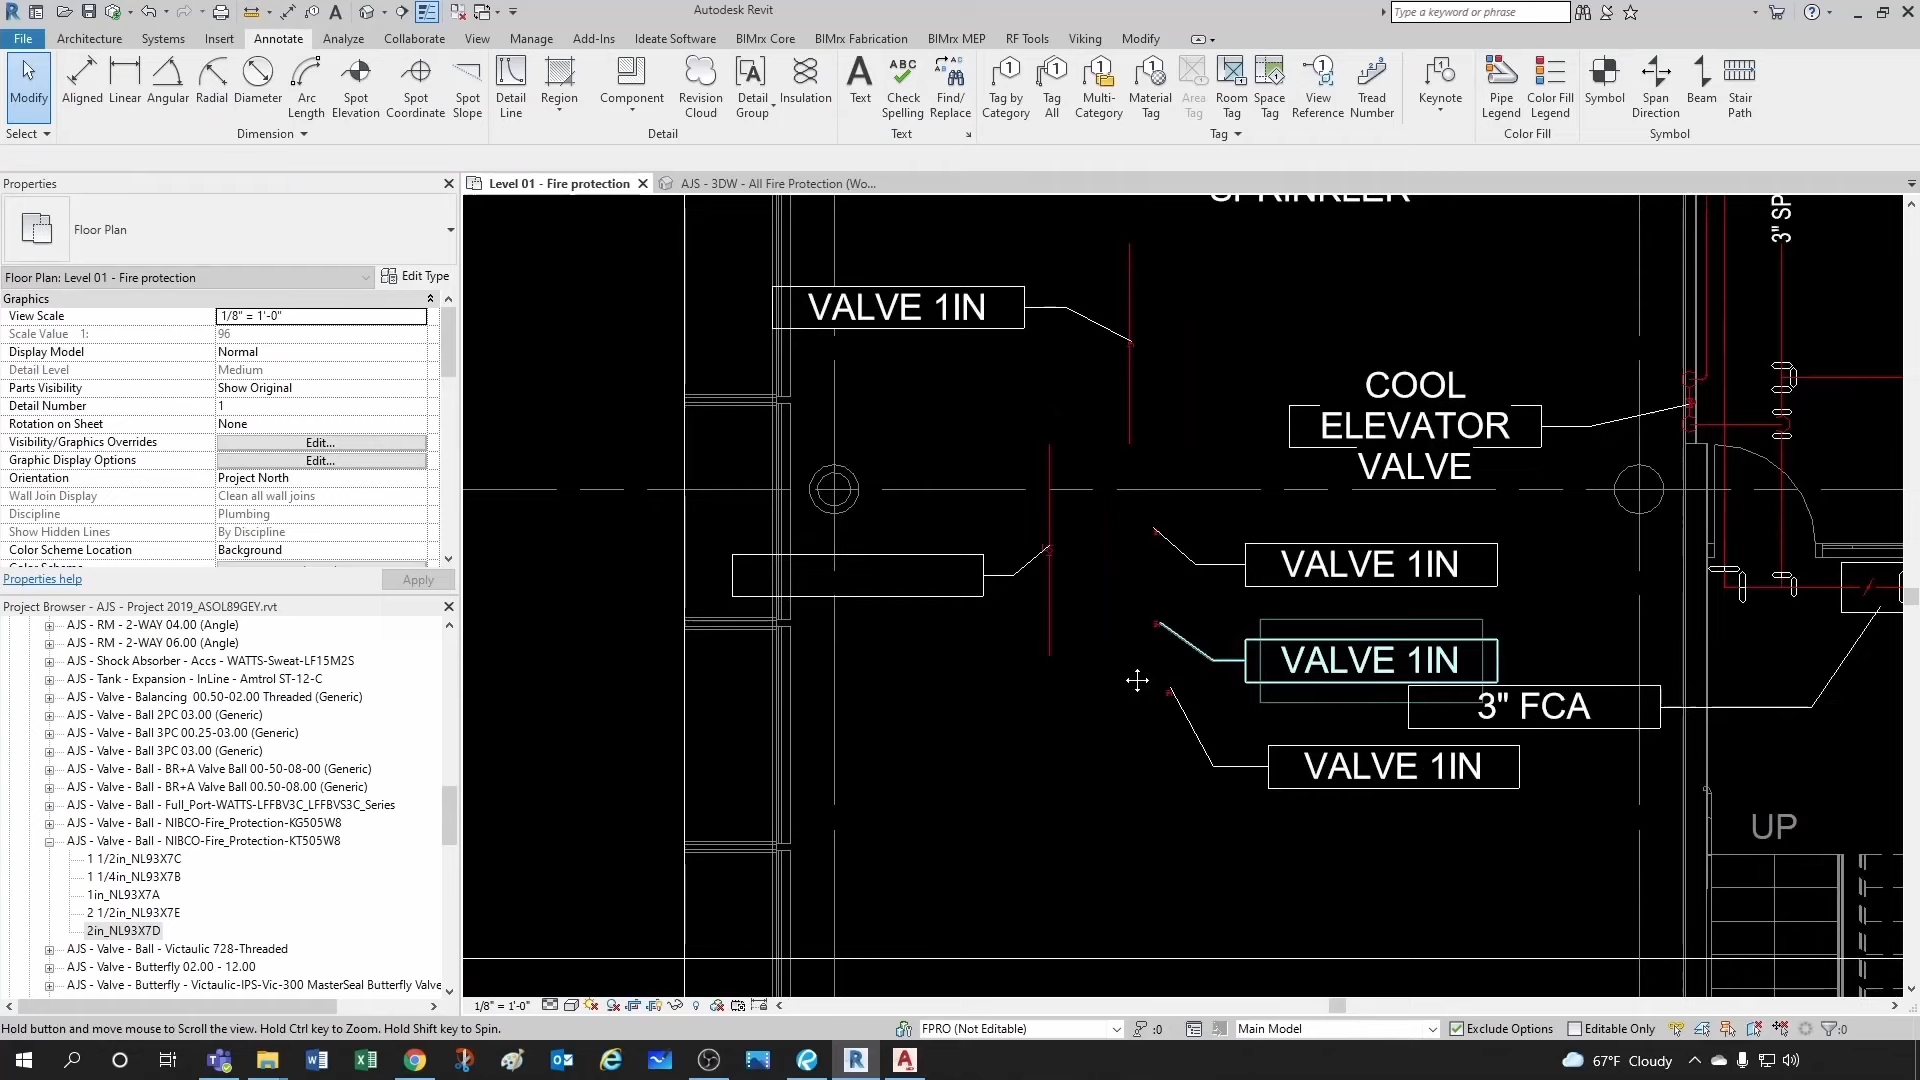 Autodesk Revit
Type a keyword or phrase
File Architecture Systems Insert Annotate Analyze Collaborate View Manage Add-Ins Ideate Software BIMrx Core BIMrx Fabrication BIMrx MEP RF Tools Viking Modify
Modify
Aligned Linear Angular Radial Diameter Arc Length Spot Elevation Spot Coordinate Spot Slope
Detail Line Region Component Revision Cloud Detail Group Insulation
Text Check Spelling Find/ Replace
Tag by Category Tag All Multi- Category Material Tag Area Tag Room Tag Space Tag View Reference Tread Number
Keynote
Pipe Legend Color Fill Legend
Symbol Span Direction Beam Stair Path
Select Dimension Detail Text Tag Color Fill Symbol
Properties
Floor Plan
Floor Plan: Level 01 - Fire protection Edit Type
Graphics
View Scale 1/8" = 1'-0"
Scale Value 1: 96
Display Model Normal
Detail Level Medium
Parts Visibility Show Original
Detail Number 1
Rotation on Sheet None
Visibility/Graphics Overrides Edit...
Graphic Display Options Edit...
Orientation Project North
Wall Join Display Clean all wall joins
Discipline Plumbing
Show Hidden Lines By Discipline
Color Scheme Location Background
Properties help Apply
Project Browser - AJS - Project 2019_ASOL89GEY.rvt
AJS - RM - 2-WAY 04.00 (Angle)
AJS - RM - 2-WAY 06.00 (Angle)
AJS - Shock Absorber - Accs - WATTS-Sweat-LF15M2S
AJS - Tank - Expansion - InLine - Amtrol ST-12-C
AJS - Valve - Balancing 00.50-02.00 Threaded (Generic)
AJS - Valve - Ball 2PC 03.00 (Generic)
AJS - Valve - Ball 3PC 00.25-03.00 (Generic)
AJS - Valve - Ball 3PC 03.00 (Generic)
AJS - Valve - Ball - BR+A Valve Ball 00-50-08-00 (Generic)
AJS - Valve - Ball - BR+A Valve Ball 00.50-08.00 (Generic)
AJS - Valve - Ball - Full_Port-WATTS-LFFBV3C_LFFBVS3C_Series
AJS - Valve - Ball - NIBCO-Fire_Protection-KG505W8
AJS - Valve - Ball - NIBCO-Fire_Protection-KT505W8
1 1/2in_NL93X7C
1 1/4in_NL93X7B
1in_NL93X7A
2 1/2in_NL93X7E
2in_NL93X7D
AJS - Valve - Ball - Victaulic 728-Threaded
AJS - Valve - Butterfly 02.00 - 12.00
AJS - Valve - Butterfly - Victaulic-IPS-Vic-300 MasterSeal Butterfly Valve
Level 01 - Fire protection AJS - 3DW - All Fire Protection (Wo...
SPRINKLER
3" SP
VALVE 1IN
COOL
ELEVATOR
VALVE
VALVE 1IN
VALVE 1IN
3" FCA
VALVE 1IN
UP
1/8" = 1'-0"
Hold button and move mouse to Scroll the view. Hold Ctrl key to Zoom. Hold Shift key to Spin.
FPRO (Not Editable) :0 Main Model Exclude Options Editable Only :0
67°F Cloudy